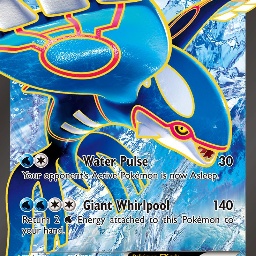 Water Pulse 30
Your opponent's Active Pokémon is now Asleep.
Giant Whirlpool 140
Return 2 Energy attached to this Pokémon to
your hand.